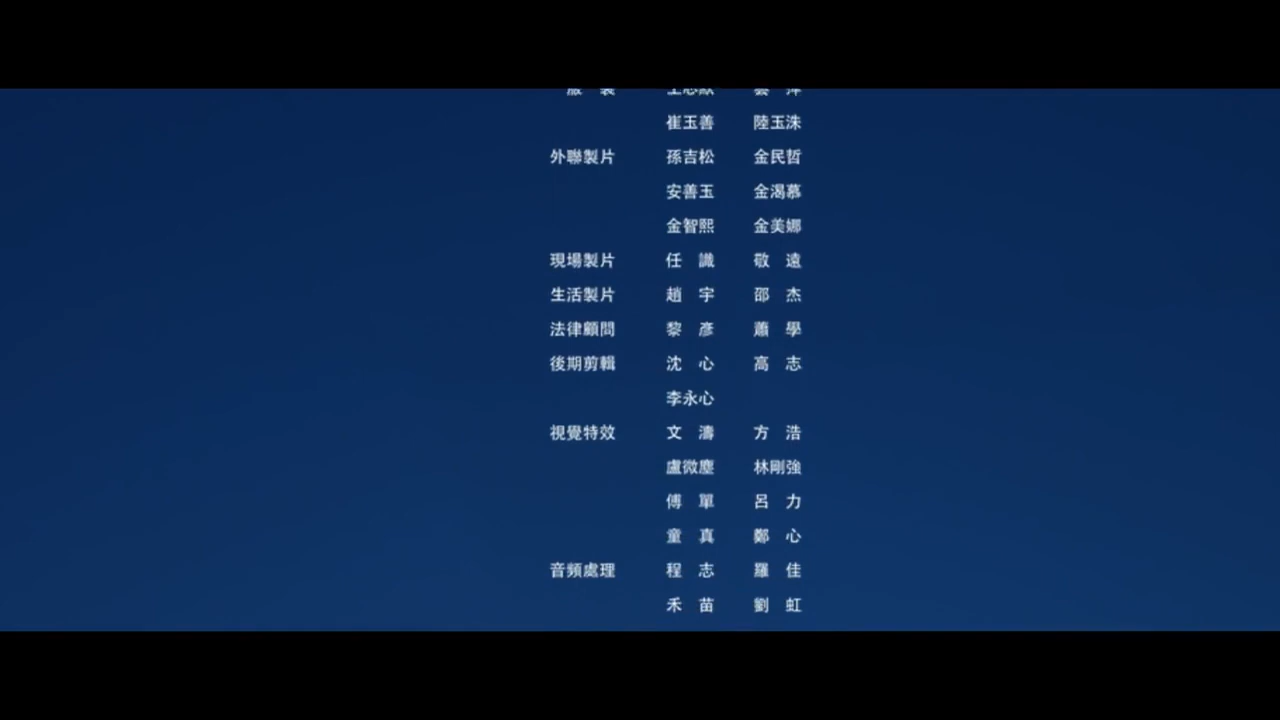 崔玉善 陸玉洙
外聯製片 孫吉松 金民哲
安善玉 金渴慕
金智熙 金美娜
現場製片 任 識 敬 遠
生活製片 趙 宇 邵 杰
法律顧問 黎 彥 蕭 學
後期剪輯 沈 心 高 志
李永心
視覺特效 文 濤 方 浩
盧微塵 林剛強
傅 單 呂 力
童 真 鄭 心
音頻處理 程 志 羅 佳
禾 苗 劉 虹